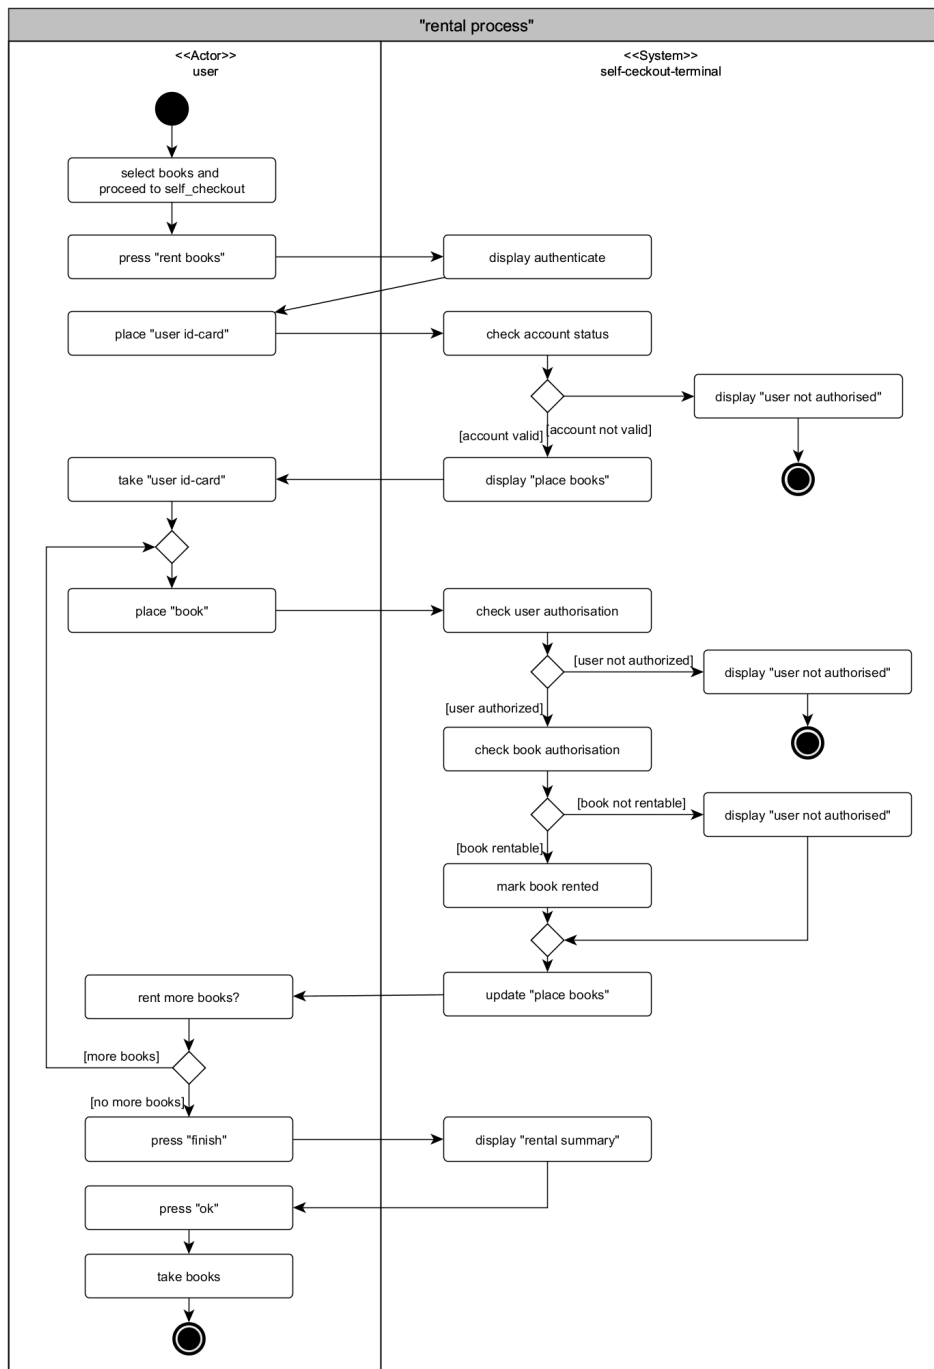 "rental process"
<<Actor>>
user
<<System>>
self-ceckout-terminal
select books and
proceed to self_checkout
press "rent books"
display authenticate
place "user id-card"
check account status
display "user not authorised"
[account not valid]
[account valid]
take "user id-card"
display "place books"
place "book"
check user authorisation
[user not authorized]
display "user not authorised"
[user authorized]
check book authorisation
[book not rentable]
display "user not authorised"
[book rentable]
mark book rented
rent more books?
update "place books"
[more books]
[no more books]
press "finish"
display "rental summary"
press "ok"
take books